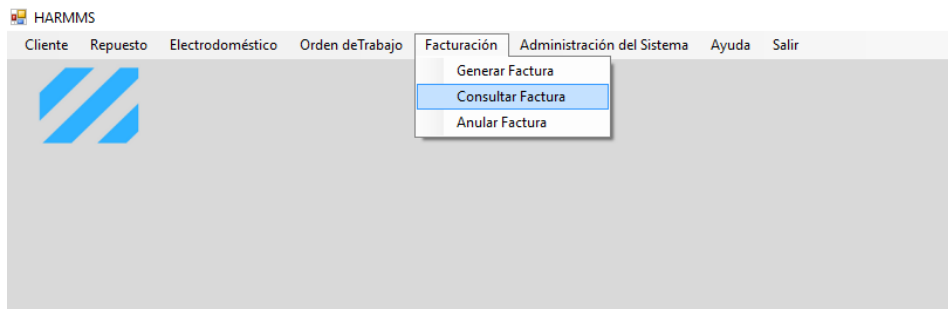 HARMMS
Cliente Repuesto Electrodoméstico Orden deTrabajo Facturación Administración del Sistema Ayuda Salir
Generar Factura
Consultar Factura
Anular Factura